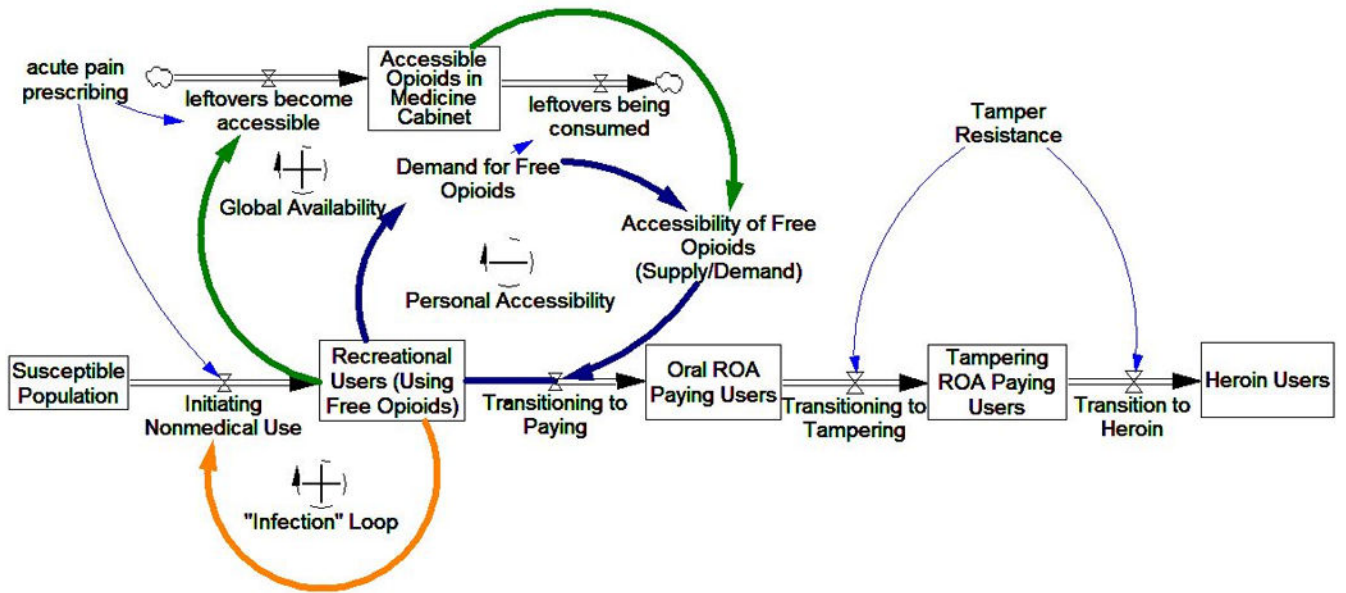 acute pain
prescribing
leftovers become
accessible
Accessible
Opioids in
Medicine
Cabinet
leftovers being
consumed
Tamper
Resistance
Global Availability
Demand for Free
Opioids
Accessibility of Free
Opioids
(Supply/Demand)
Personal Accessibility
Susceptible
Population
Initiating
Nonmedical Use
Recreational
Users (Using
Free Opioids)
Transitioning to
Paying
Oral ROA
Paying Users
Transitioning to
Tampering
Tampering
ROA Paying
Users
Transition to
Heroin
Heroin Users
"Infection" Loop